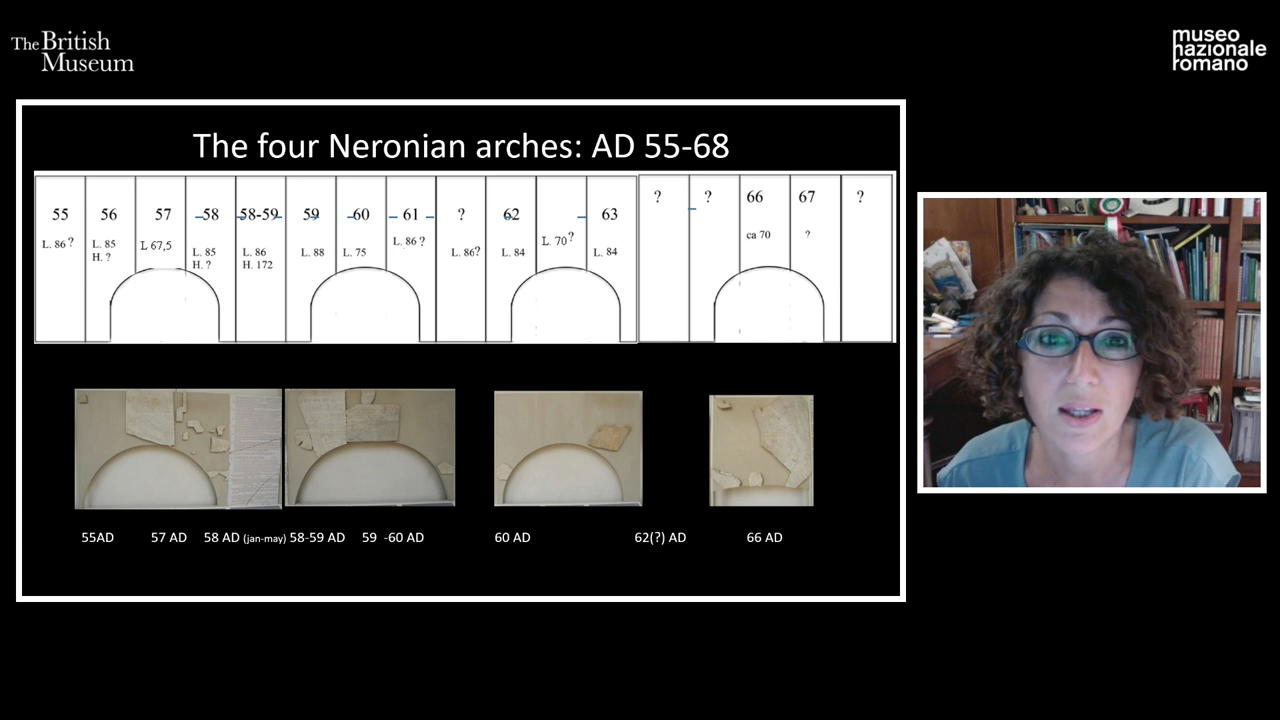 The British
Museum
museo
nazionale
romano
The four Neronian arches: AD 55-68
55 56 57 58 58-59 59 60 61 ? 62 63 ? ? 66 67 ?
L. 86 ? L. 85 L 67,5 L. 85 L. 86 L. 88 L. 75 L. 86 ? L. 86? L. 84 L. 70? L. 84 ca 70 ?
H. ? H. ? H. 172
55AD 57 AD 58 AD (jan-may) 58-59 AD 59 -60 AD 60 AD 62(?) AD 66 AD